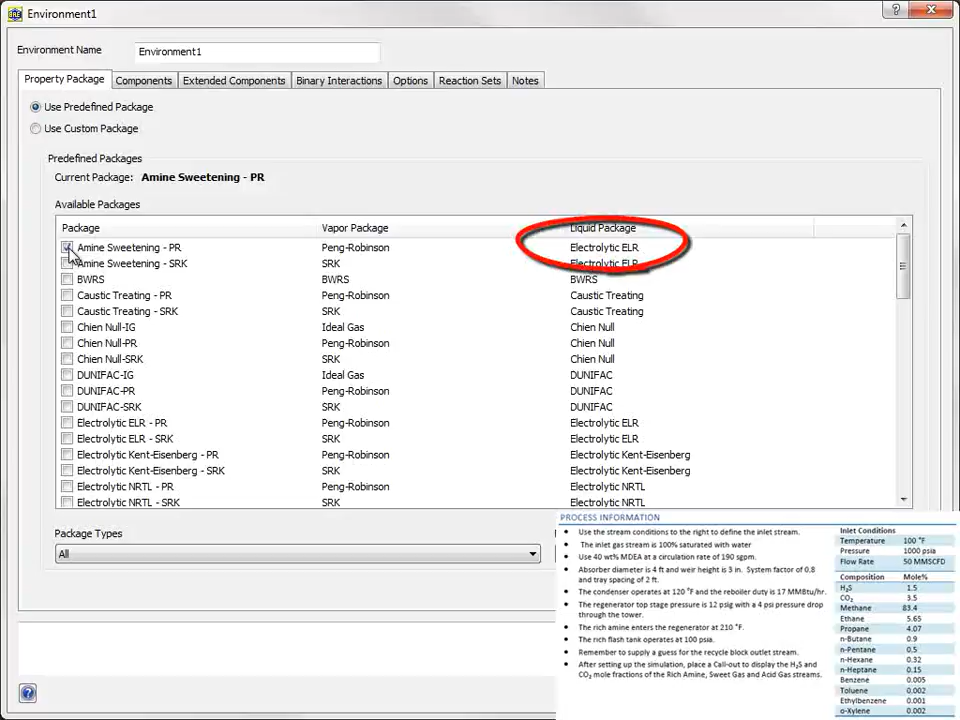 Environment1
Environment Name Environment1
Property Package Components Extended Components Binary Interactions Options Reaction Sets Notes
Use Predefined Package
Use Custom Package
Predefined Packages
Current Package: Amine Sweetening - PR
Available Packages
Package Vapor Package Liquid Package
Amine Sweetening - PR Peng-Robinson Electrolytic ELR
Amine Sweetening - SRK SRK Electrolytic ELR
BWRS BWRS BWRS
Caustic Treating - PR Peng-Robinson Caustic Treating
Caustic Treating - SRK SRK Caustic Treating
Chien Null-IG Ideal Gas Chien Null
Chien Null-PR Peng-Robinson Chien Null
Chien Null-SRK SRK Chien Null
DUNIFAC-IG Ideal Gas DUNIFAC
DUNIFAC-PR Peng-Robinson DUNIFAC
DUNIFAC-SRK SRK DUNIFAC
Electrolytic ELR - PR Peng-Robinson Electrolytic ELR
Electrolytic ELR - SRK SRK Electrolytic ELR
Electrolytic Kent-Eisenberg - PR Peng-Robinson Electrolytic Kent-Eisenberg
Electrolytic Kent-Eisenberg - SRK SRK Electrolytic Kent-Eisenberg
Electrolytic NRTL - PR Peng-Robinson Electrolytic NRTL
Electrolytic NRTL - SRK SRK Electrolytic NRTL
Package Types
All
PROCESS INFORMATION
• Use the stream conditions to the right to define the inlet stream.
• The inlet gas stream is 100% saturated with water
• Use 40 wt% MDEA at a circulation rate of 190 sgpm.
• Absorber diameter is 4 ft and weir height is 3 in. System factor of 0.8
and tray spacing of 2 ft.
• The condenser operates at 120 °F and the reboiler duty is 17 MMBtu/hr.
• The regenerator top stage pressure is 12 psig with a 4 psi pressure drop
through the tower.
• The rich amine enters the regenerator at 210 °F.
• The rich flash tank operates at 100 psia.
• Remember to supply a guess for the recycle block outlet stream.
• After setting up the simulation, place a Call-out to display the H₂S and
CO₂ mole fractions of the Rich Amine, Sweet Gas and Acid Gas streams.
Inlet Conditions
Temperature 100 °F
Pressure 1000 psia
Flow Rate 50 MMSCFD
Composition Mole%
H₂S 1.5
CO₂ 3.5
Methane 83.4
Ethane 5.65
Propane 4.07
n-Butane 0.9
n-Pentane 0.5
n-Hexane 0.32
n-Heptane 0.15
Benzene 0.005
Toluene 0.002
Ethylbenzene 0.001
o-Xylene 0.002